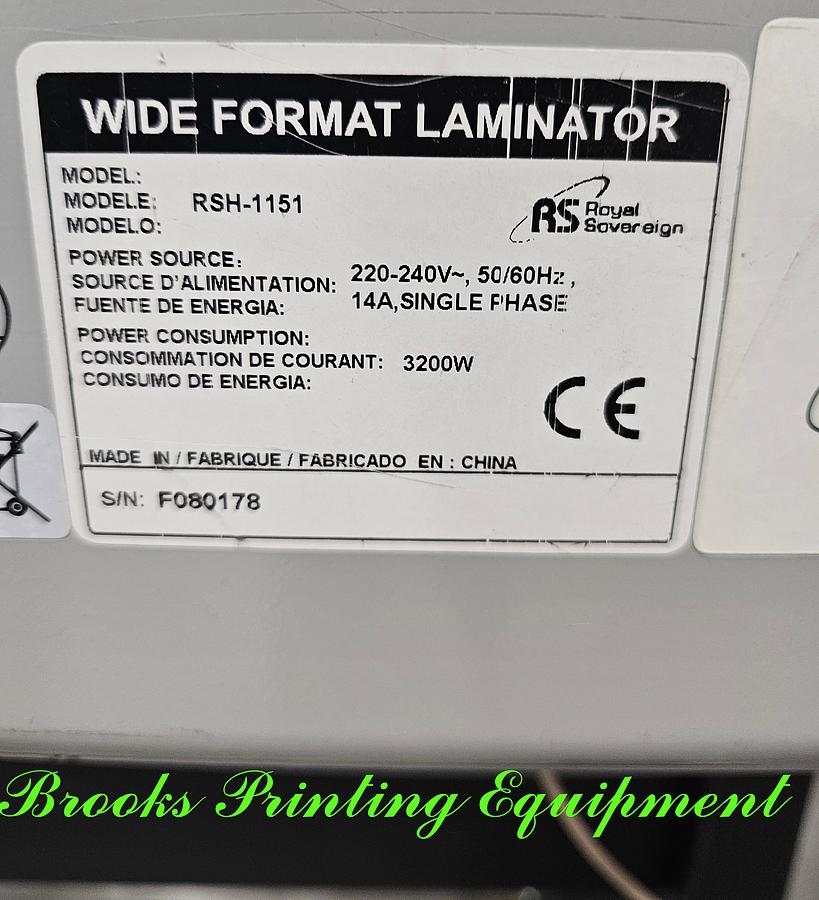 WIDE FORMAT LAMINATOR
MODEL:
MODELE: RSH-1151
MODELO:
RS Royal Sovereign
POWER SOURCE:
SOURCE D'ALIMENTATION: 220-240V~, 50/60Hz ,
FUENTE DE ENERGIA: 14A,SINGLE PHASE
POWER CONSUMPTION:
CONSOMMATION DE COURANT: 3200W
CONSUMO DE ENERGIA:
CE
MADE IN / FABRIQUE / FABRICADO EN : CHINA
S/N: F080178
Brooks Printing Equipment